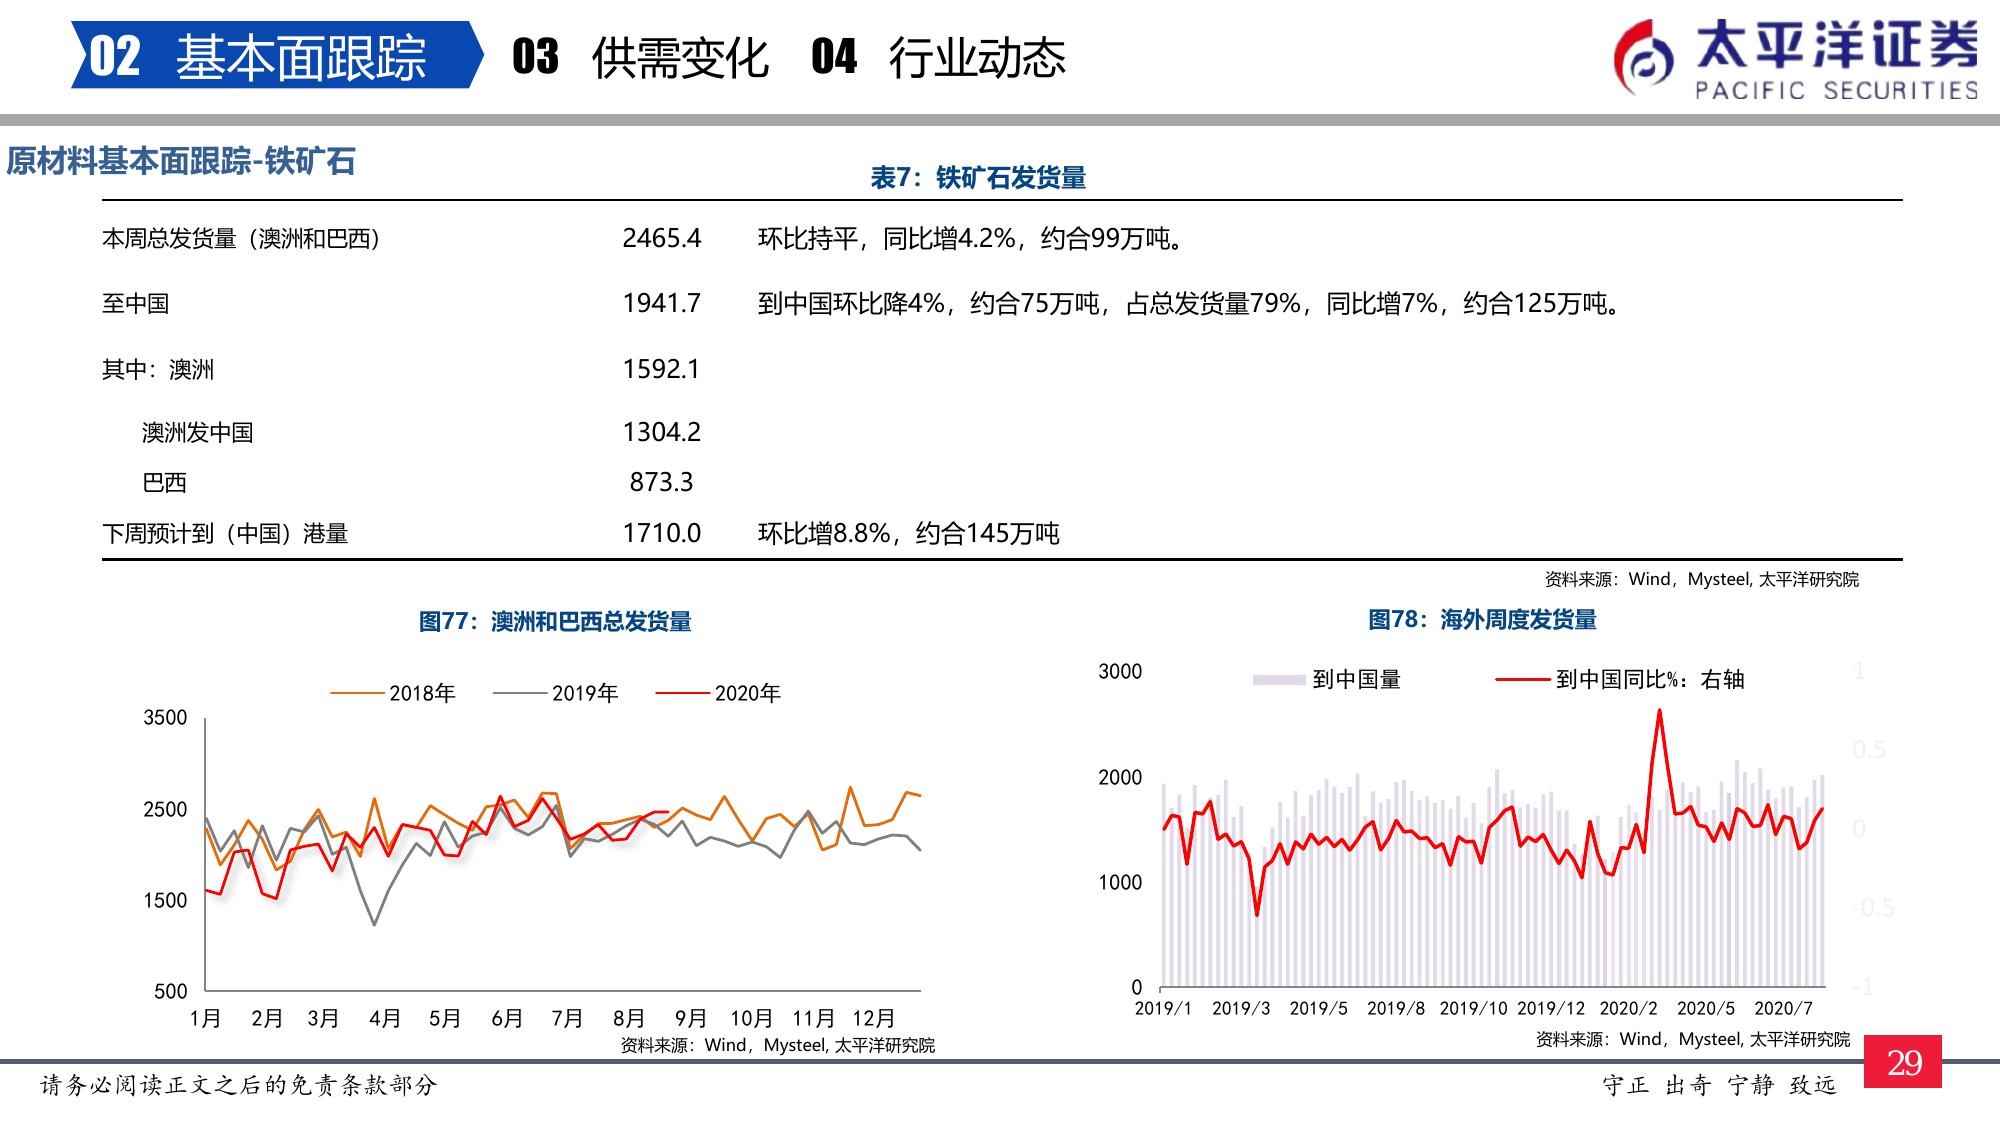 02 基本面跟踪 03 供需变化 04 行业动态
太平洋证券
PACIFIC SECURITIES
原材料基本面跟踪-铁矿石
表7：铁矿石发货量
本周总发货量（澳洲和巴西） 2465.4 环比持平，同比增4.2%，约合99万吨。
至中国 1941.7 到中国环比降4%，约合75万吨，占总发货量79%，同比增7%，约合125万吨。
其中：澳洲 1592.1
澳洲发中国 1304.2
巴西 873.3
下周预计到（中国）港量 1710.0 环比增8.8%，约合145万吨
资料来源：Wind，Mysteel, 太平洋研究院
图77：澳洲和巴西总发货量
2018年 2019年 2020年
3500
2500
1500
500
1月 2月 3月 4月 5月 6月 7月 8月 9月 10月 11月 12月
资料来源：Wind，Mysteel, 太平洋研究院
图78：海外周度发货量
到中国量 到中国同比%：右轴
3000
2000
1000
0
1
0.5
0
-0.5
-1
2019/1 2019/3 2019/5 2019/8 2019/10 2019/12 2020/2 2020/5 2020/7
资料来源：Wind，Mysteel, 太平洋研究院
29
请务必阅读正文之后的免责条款部分
守正 出奇 宁静 致远